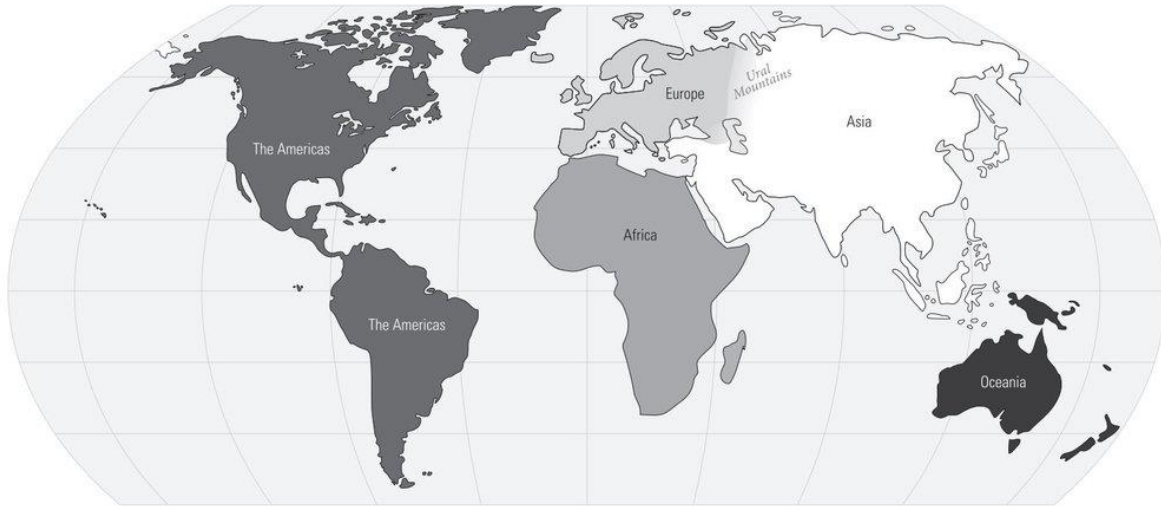 Ural
Mountains
Europe
Asia
The Americas
Africa
The Americas
Oceania